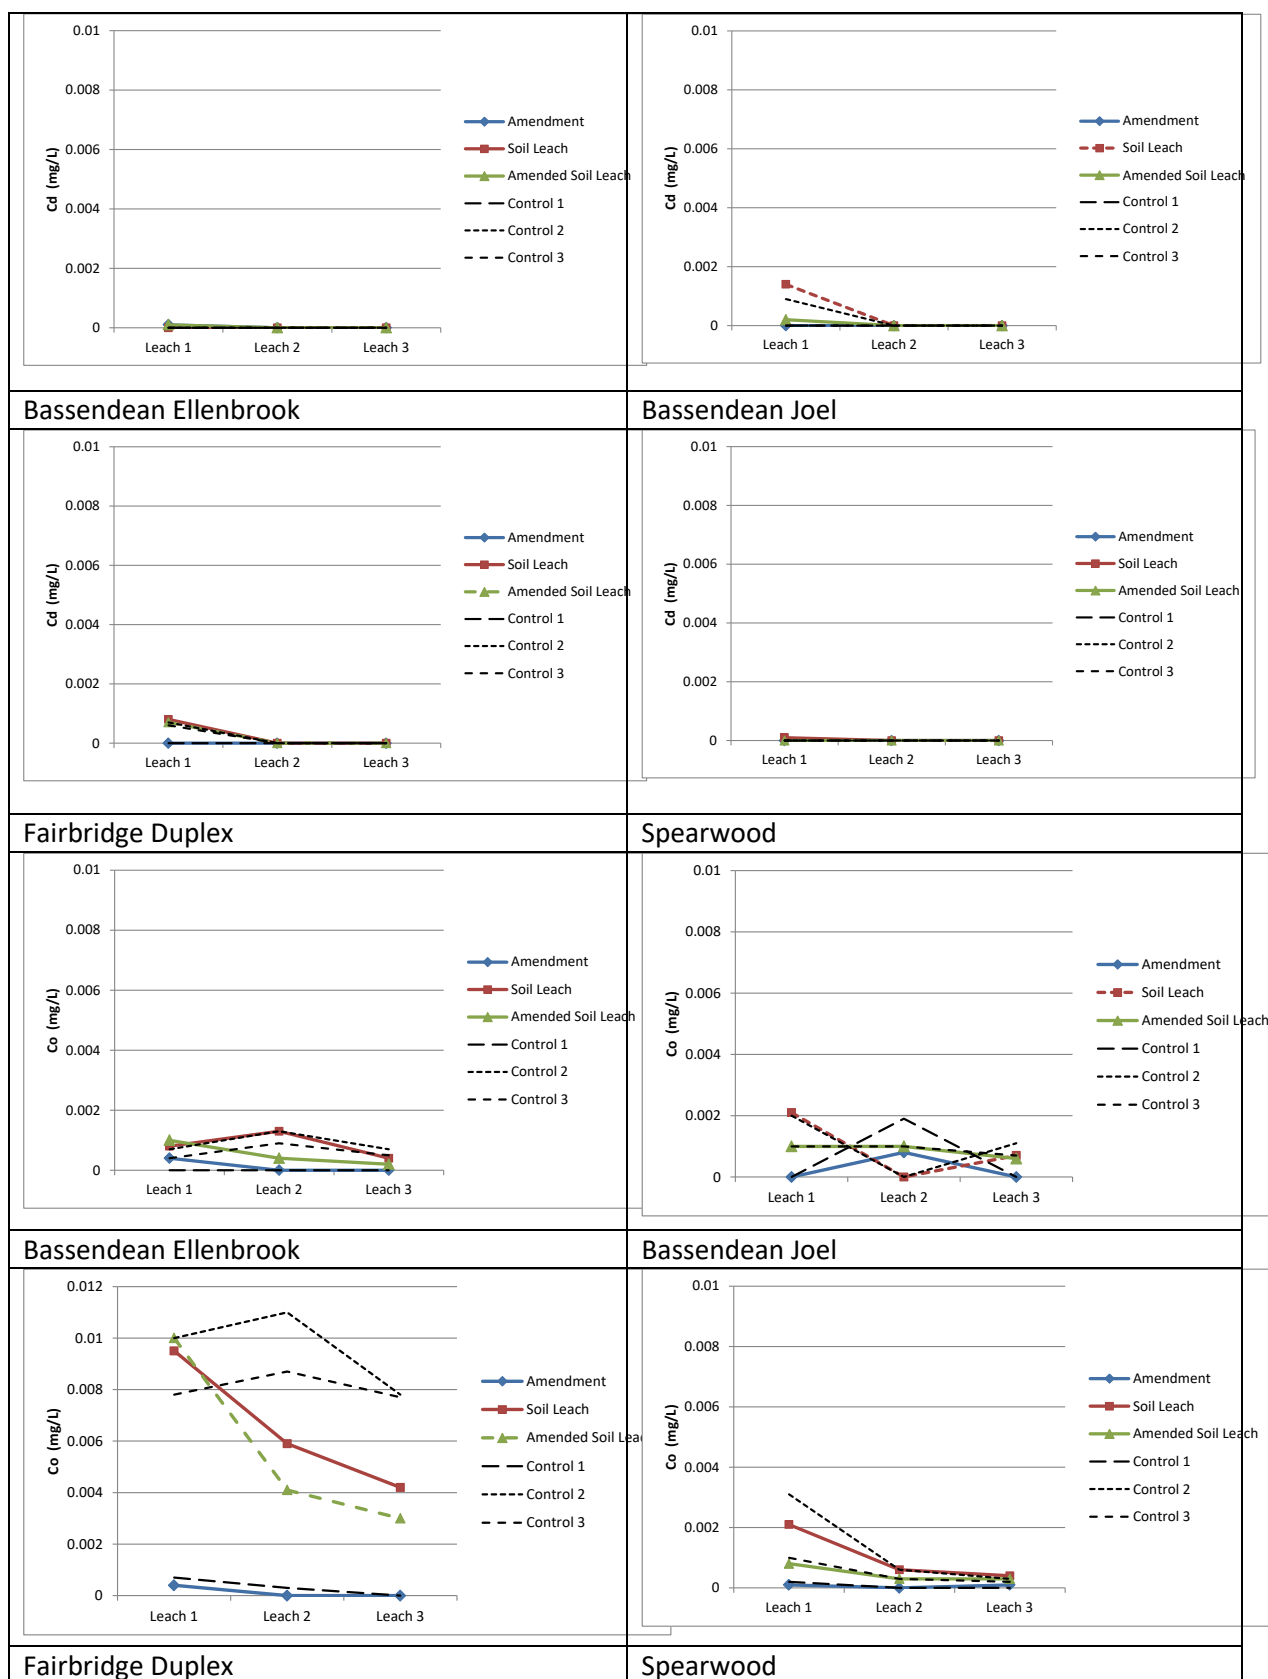 0.01
0.008
0.006
0.004
0.002
0
Cd (mg/L)
Leach 1
Leach 2
Leach 3
Amendment
Soil Leach
Amended Soil Leach
Control 1
Control 2
Control 3
0.01
0.008
0.006
0.004
0.002
0
Cd (mg/L)
Leach 1
Leach 2
Leach 3
Amendment
Soil Leach
Amended Soil Leach
Control 1
Control 2
Control 3
Bassendean Ellenbrook
Bassendean Joel
0.01
0.008
0.006
0.004
0.002
0
Cd (mg/L)
Leach 1
Leach 2
Leach 3
Amendment
Soil Leach
Amended Soil Leach
Control 1
Control 2
Control 3
0.01
0.008
0.006
0.004
0.002
0
Cd (mg/L)
Leach 1
Leach 2
Leach 3
Amendment
Soil Leach
Amended Soil Leach
Control 1
Control 2
Control 3
Fairbridge Duplex
Spearwood
0.01
0.008
0.006
0.004
0.002
0
Co (mg/L)
Leach 1
Leach 2
Leach 3
Amendment
Soil Leach
Amended Soil Leach
Control 1
Control 2
Control 3
0.01
0.008
0.006
0.004
0.002
0
Co (mg/L)
Leach 1
Leach 2
Leach 3
Amendment
Soil Leach
Amended Soil Leach
Control 1
Control 2
Control 3
Bassendean Ellenbrook
Bassendean Joel
0.012
0.01
0.008
0.006
0.004
0.002
0
Co (mg/L)
Leach 1
Leach 2
Leach 3
Amendment
Soil Leach
Amended Soil Leac
Control 1
Control 2
Control 3
0.01
0.008
0.006
0.004
0.002
0
Co (mg/L)
Leach 1
Leach 2
Leach 3
Amendment
Soil Leach
Amended Soil Leach
Control 1
Control 2
Control 3
Fairbridge Duplex
Spearwood